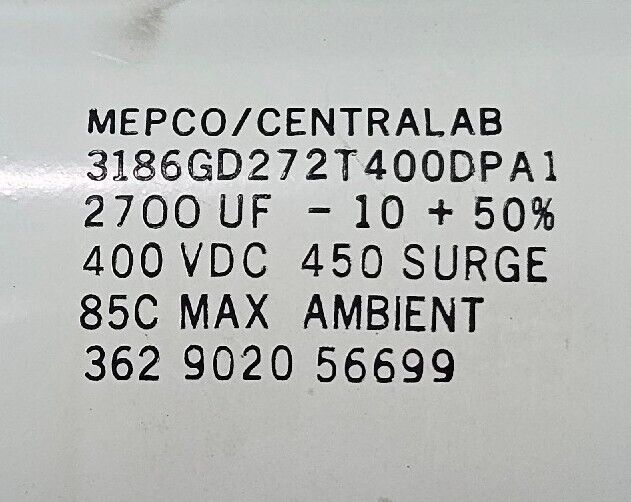 MEPCO/CENTRALAB
3186GD272T400DPA1
2700 UF - 10 + 50%
400 VDC 450 SURGE
85C MAX AMBIENT
362 9020 56699